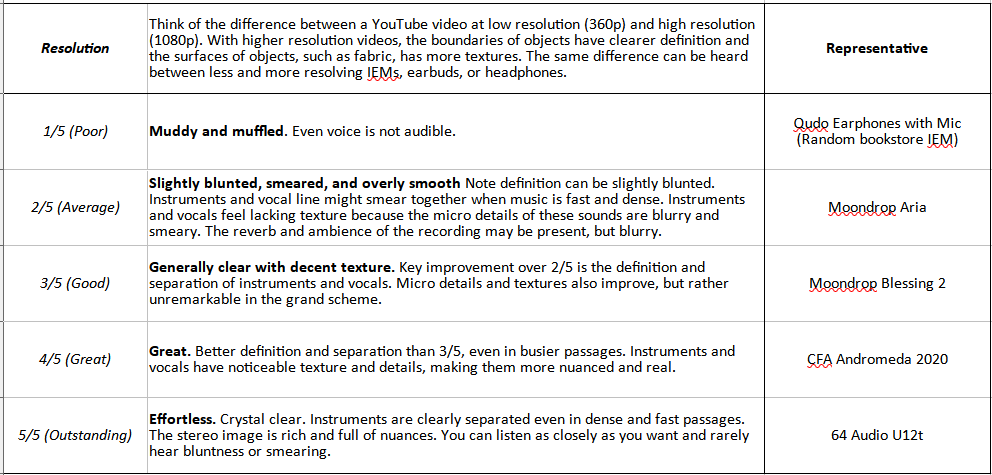 Resolution
Think of the difference between a YouTube video at low resolution (360p) and high resolution
(1080p). With higher resolution videos, the boundaries of objects have clearer definition and
the surfaces of objects, such as fabric, has more textures. The same difference can be heard
between less and more resolving IEMs, earbuds, or headphones.
Representative
1/5 (Poor)
Muddy and muffled. Even voice is not audible.
Qudo Earphones with Mic
(Random bookstore IEM)
2/5 (Average)
Slightly blunted, smeared, and overly smooth Note definition can be slightly blunted.
Instruments and vocal line might smear together when music is fast and dense. Instruments
and vocals feel lacking texture because the micro details of these sounds are blurry and
smeary. The reverb and ambience of the recording may be present, but blurry.
Moondrop Aria
3/5 (Good)
Generally clear with decent texture. Key improvement over 2/5 is the definition and
separation of instruments and vocals. Micro details and textures also improve, but rather
unremarkable in the grand scheme.
Moondrop Blessing 2
4/5 (Great)
Great. Better definition and separation than 3/5, even in busier passages. Instruments and
vocals have noticeable texture and details, making them more nuanced and real.
CFA Andromeda 2020
5/5 (Outstanding)
Effortless. Crystal clear. Instruments are clearly separated even in dense and fast passages.
The stereo image is rich and full of nuances. You can listen as closely as you want and rarely
hear bluntness or smearing.
64 Audio U12t